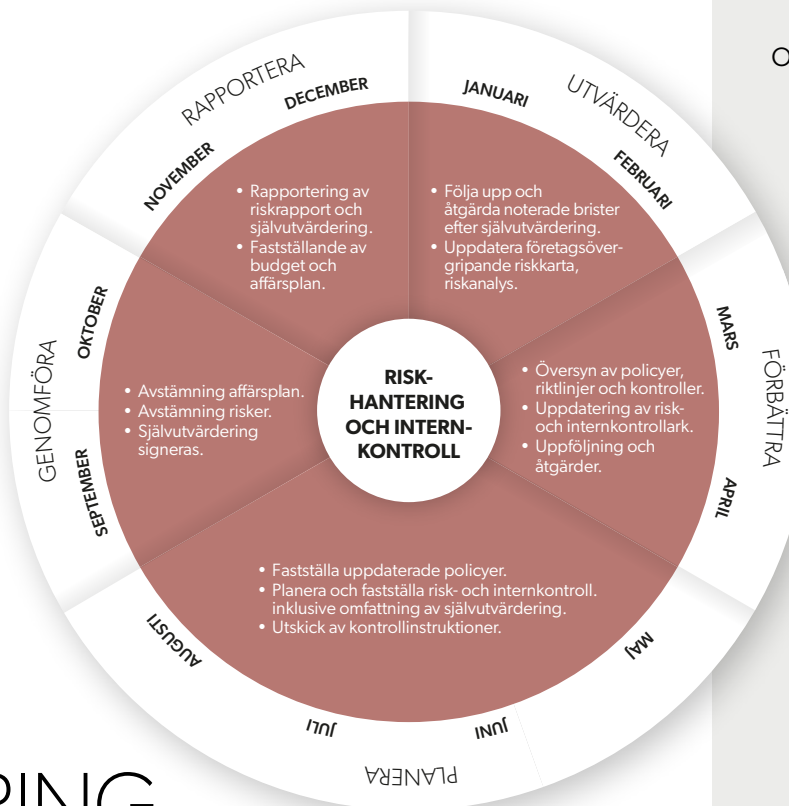 RAPPORTERA
DECEMBER
NOVEMBER
• Rapportering av
riskrapport och
självutvärdering.
• Fastställande av
budget och
affärsplan.
UTVÄRDERA
JANUARI
FEBRUARI
• Följa upp och
åtgärda noterade brister
efter självutvärdering.
• Uppdatera företagsöver-
gripande riskkarta,
riskanalys.
FÖRBÄTTRA
MARS
APRIL
• Översyn av policyer,
riktlinjer och kontroller.
• Uppdatering av risk-
och internkontrollark.
• Uppföljning och
åtgärder.
RISK-
HANTERING
OCH INTERN-
KONTROLL
GENOMFÖRA
OKTOBER
SEPTEMBER
• Avstämning affärsplan.
• Avstämning risker.
• Självutvärdering
signeras.
• Fastställa uppdaterade policyer.
• Planera och fastställa risk- och internkontroll.
inklusive omfattning av självutvärdering.
• Utskick av kontrollinstruktioner.
MAJ
JUNI
JULI
AUGUSTI
PLANERA